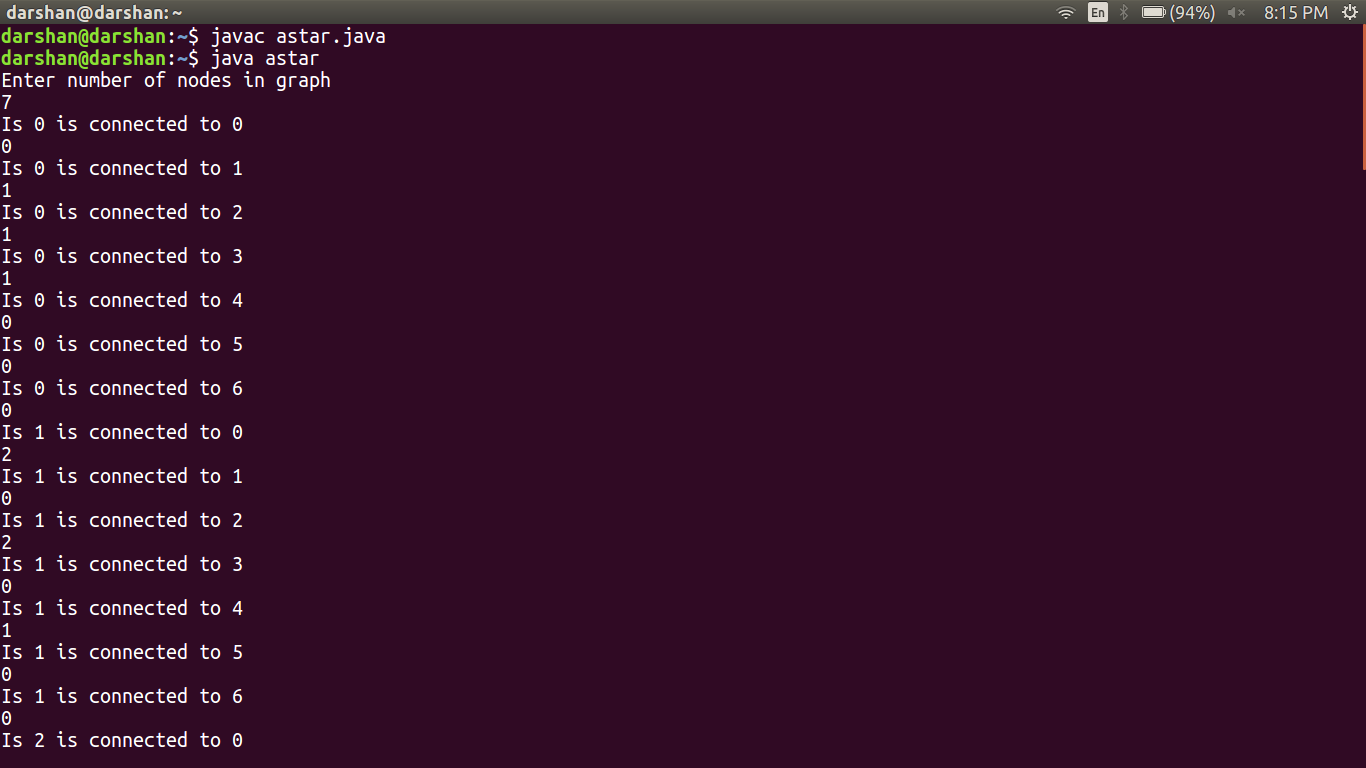 darshan@darshan: ~
En (94%) 8:15 PM
darshan@darshan:~$ javac astar.java
darshan@darshan:~$ java astar
Enter number of nodes in graph
7
Is 0 is connected to 0
0
Is 0 is connected to 1
1
Is 0 is connected to 2
1
Is 0 is connected to 3
1
Is 0 is connected to 4
0
Is 0 is connected to 5
0
Is 0 is connected to 6
0
Is 1 is connected to 0
2
Is 1 is connected to 1
0
Is 1 is connected to 2
2
Is 1 is connected to 3
0
Is 1 is connected to 4
1
Is 1 is connected to 5
0
Is 1 is connected to 6
0
Is 2 is connected to 0